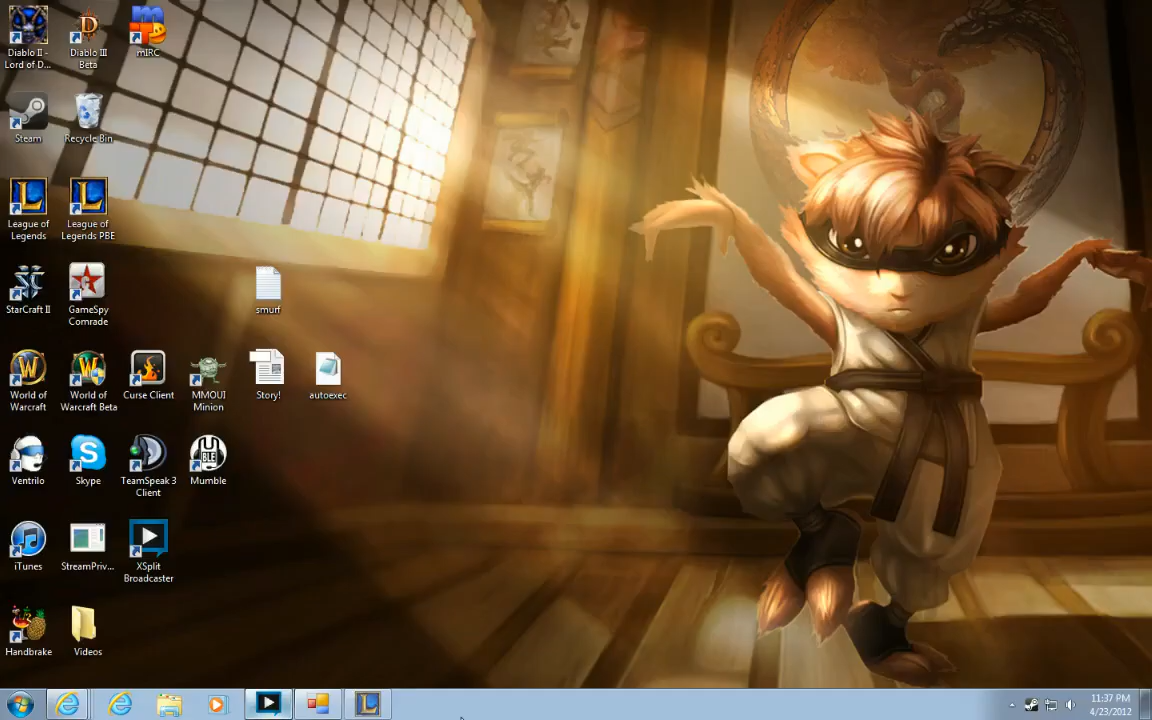 Diablo II -
Lord of D...
Diablo III
Beta
mIRC
Steam
Recycle Bin
League of
Legends
League of
Legends PBE
StarCraft II
GameSpy
Comrade
smurf
World of
Warcraft
World of
Warcraft Beta
Curse Client
MMOUI
Minion
Story!
autoexec
Ventrilo
Skype
TeamSpeak 3
Client
Mumble
iTunes
StreamPriv...
XSplit
Broadcaster
Handbrake
Videos
11:37 PM
4/23/2012